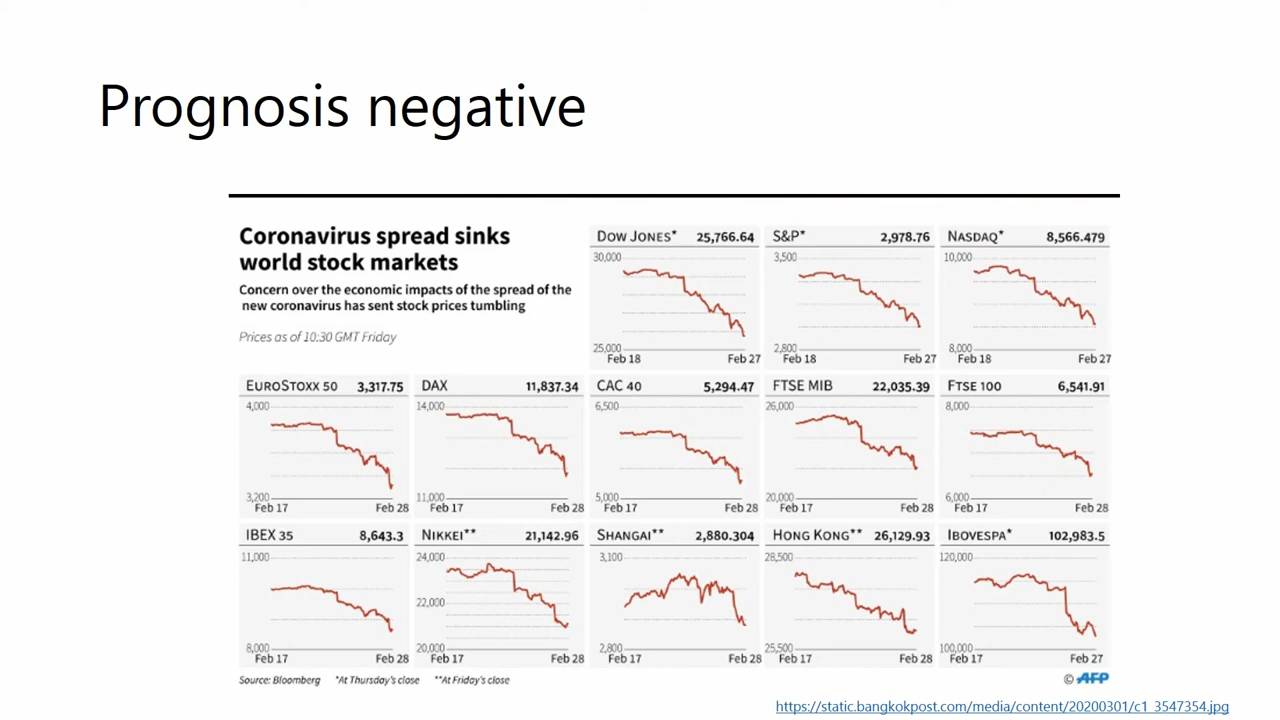 Prognosis negative
Coronavirus spread sinks
world stock markets
Concern over the economic impacts of the spread of the
new coronavirus has sent stock prices tumbling
Prices as of 10:30 GMT Friday
DOW JONES* 25,766.64
30,000
25,000
Feb 18 Feb 27
S&P* 2,978.76
3,500
2,800
Feb 18 Feb 27
NASDAQ* 8,566.479
10,000
8,000
Feb 18 Feb 27
EUROSTOXX 50 3,317.75
4,000
3,200
Feb 17 Feb 28
DAX 11,837.34
14,000
11,000
Feb 17 Feb 28
CAC 40 5,294.47
6,500
5,000
Feb 17 Feb 28
FTSE MIB 22,035.39
26,000
20,000
Feb 17 Feb 28
FTSE 100 6,541.91
8,000
6,000
Feb 17 Feb 28
IBEX 35 8,643.3
11,000
8,000
Feb 17 Feb 28
NIKKEI** 21,142.96
24,000
22,000
20,000
Feb 17 Feb 28
SHANGAI** 2,880.304
3,100
2,800
Feb 17 Feb 28
HONG KONG** 26,129.93
28,500
25,500
Feb 17 Feb 28
IBOVESPA* 102,983.5
120,000
100,000
Feb 17 Feb 27
Source: Bloomberg *At Thursday's close **At Friday's close
© AFP
https://static.bangkokpost.com/media/content/20200301/c1_3547354.jpg